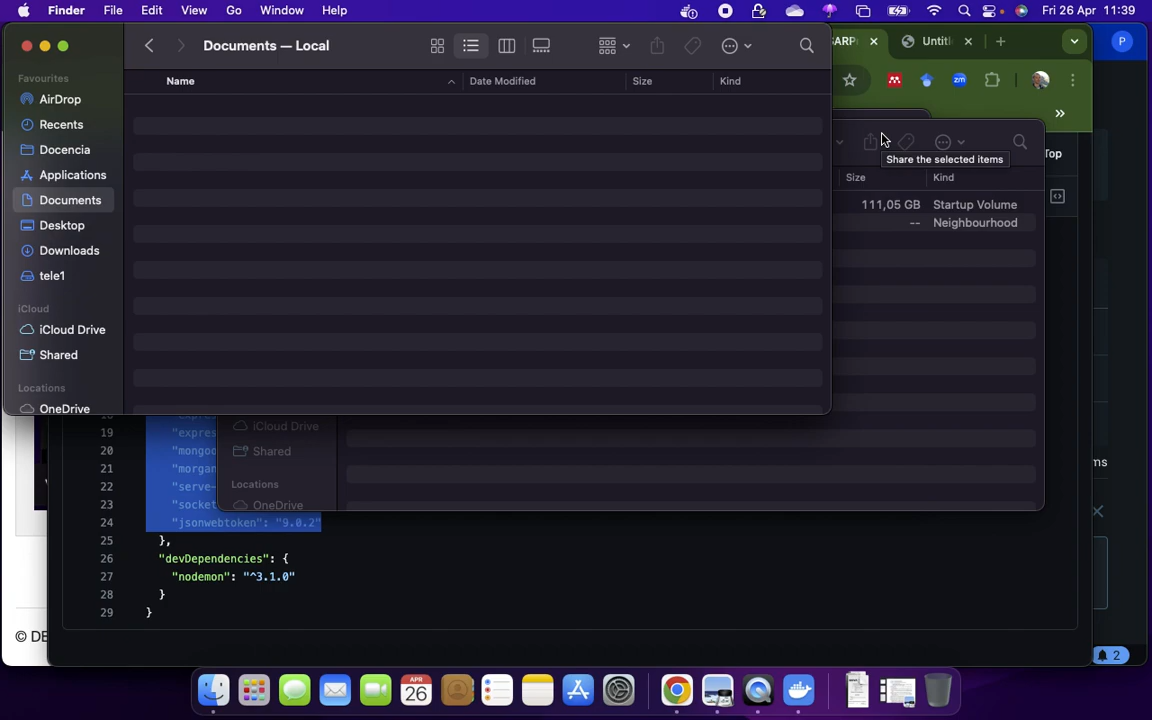 Finder File Edit View Go Window Help
Fri 26 Apr 11:39
Documents — Local
Favourites
AirDrop
Recents
Docencia
Applications
Documents
Desktop
Downloads
tele1
iCloud
iCloud Drive
Shared
Locations
OneDrive
Name Date Modified Size Kind
Untitl
P
zm
Share the selected items
Top
Size Kind
111,05 GB Startup Volume
-- Neighbourhood
iCloud Drive
Shared
Locations
OneDrive
19 "expres
20 "mongoo
21 "morgan
22 "serve-
23 "socket
24 "jsonwebtoken": "9.0.2"
25 },
26 "devDependencies": {
27 "nodemon": "^3.1.0"
28 }
29 }
ms
© DE
2
APR
26